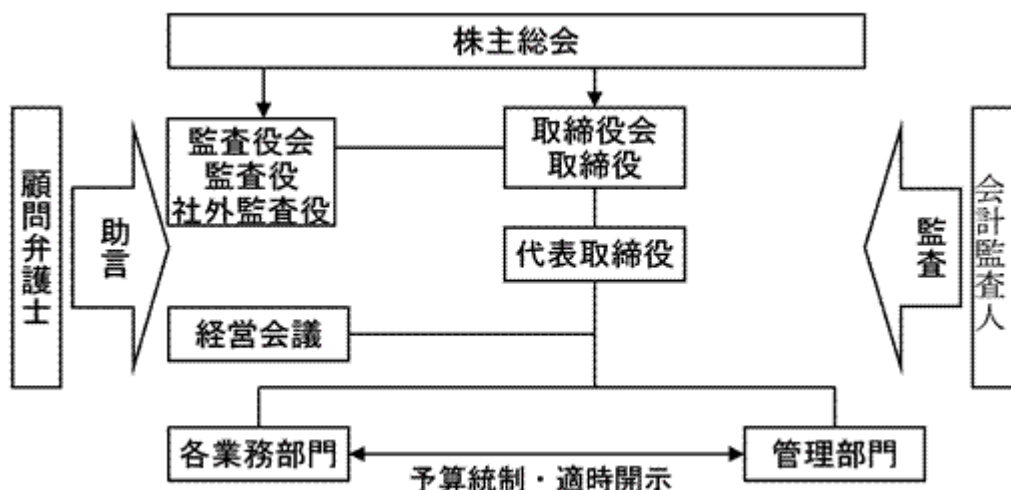 株主総会
監査役会
監査役
社外監査役
取締役会
取締役
顧問弁護士
助言
代表取締役
監査
会計監査人
経営会議
各業務部門
管理部門
予算統制・適時開示